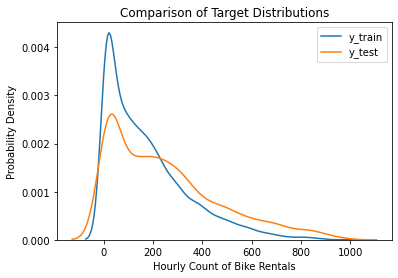 Comparison of Target Distributions
y_train
y_test
Probability Density
0.004
0.003
0.002
0.001
0.000
0
200
400
600
800
1000
Hourly Count of Bike Rentals